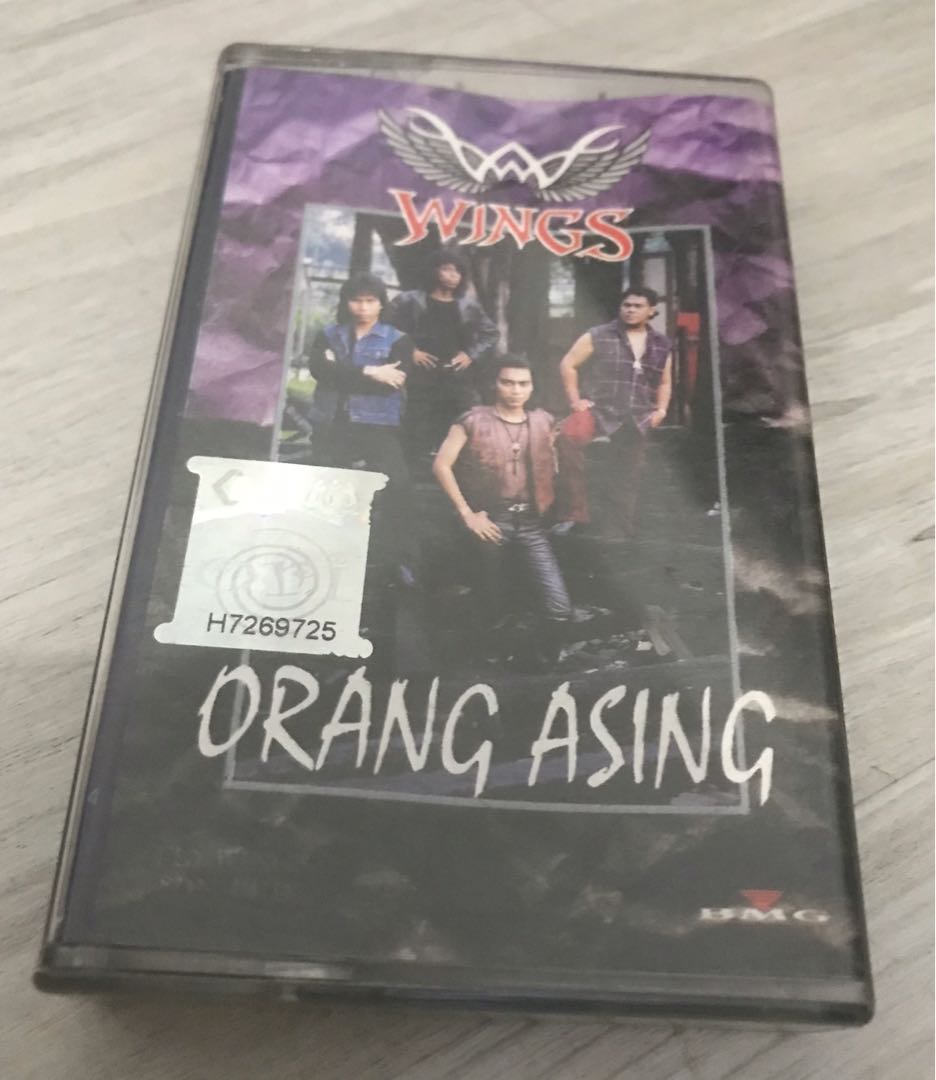 WINGS
H7269725
ORANG ASING
BMG